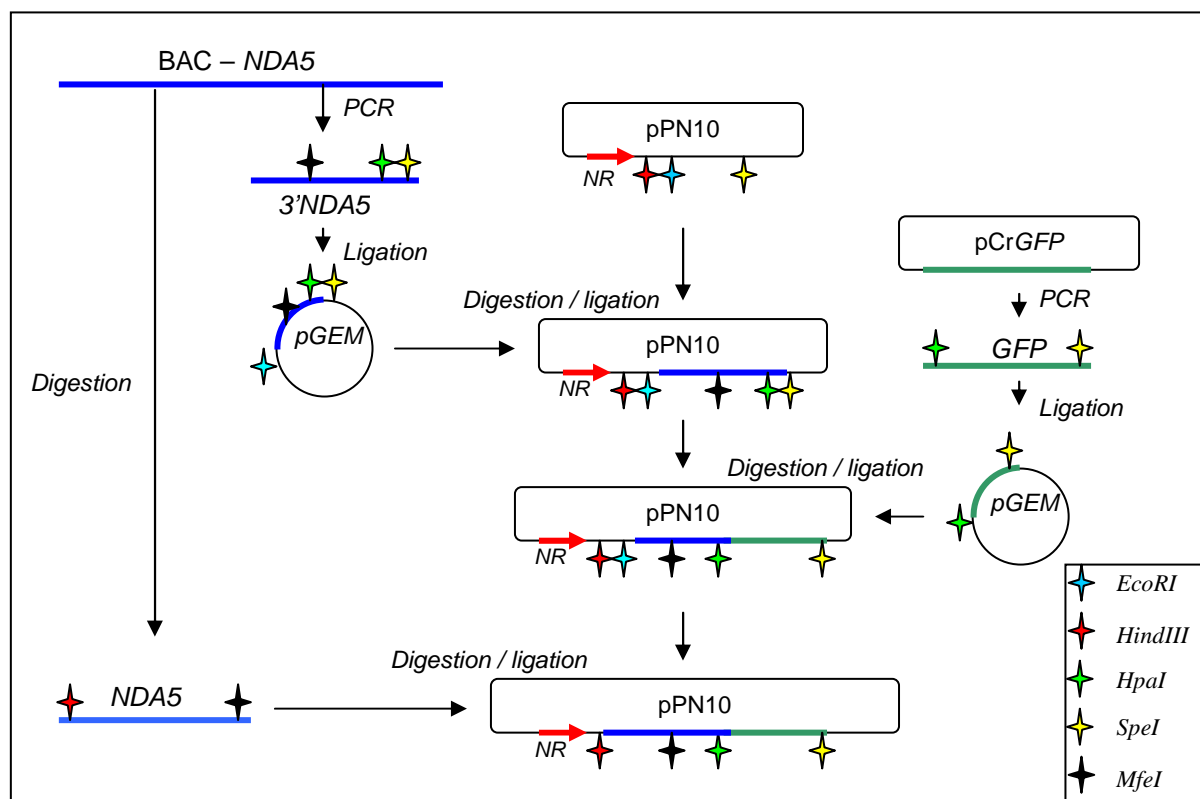 BAC – NDA5
PCR
3'NDA5
Ligation
pGEM
Digestion
pPN10
NR
Digestion / ligation
pPN10
NR
pCrGFP
PCR
GFP
Ligation
pGEM
Digestion / ligation
pPN10
NR
Digestion / ligation
NDA5
pPN10
NR
EcoRI
HindIII
HpaI
SpeI
MfeI